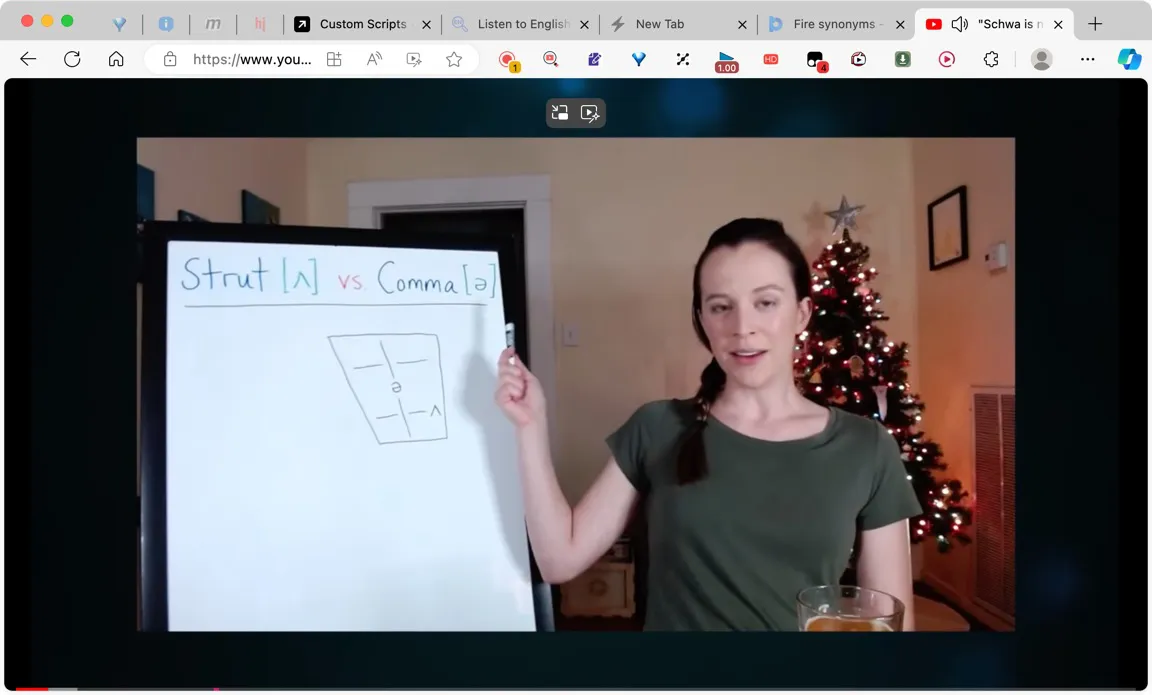 m
hj
Custom Scripts
Listen to English
New Tab
Fire synonyms -
"Schwa is n
https://www.you...
1
1.00
HD
4
Strut [ʌ] vs. Comma [ə]
ə
ʌ